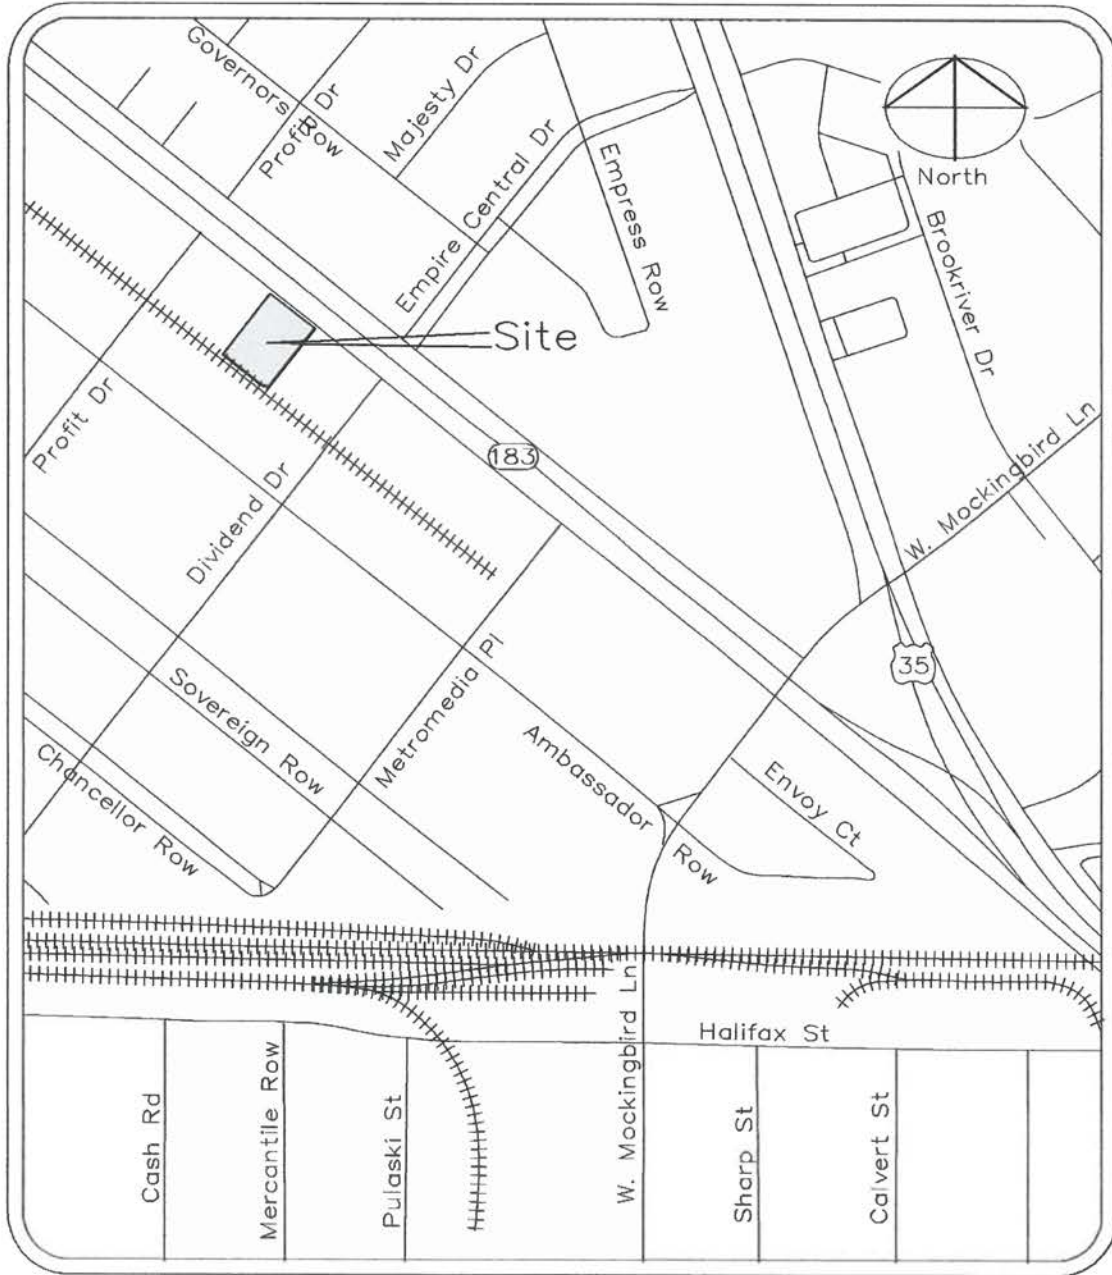 Governors Row
Profit Dr
Majesty Dr
Empire Central Dr
Empress Row
North
Brookriver Dr
Site
Profit Dr
Dividend Dr
183
W. Mockingbird Ln
35
Sovereign Row
Metromedia Pl
Chancellor Row
Ambassador Row
Envoy Ct
Halifax St
W. Mockingbird Ln
Cash Rd
Mercantile Row
Pulaski St
Sharp St
Calvert St